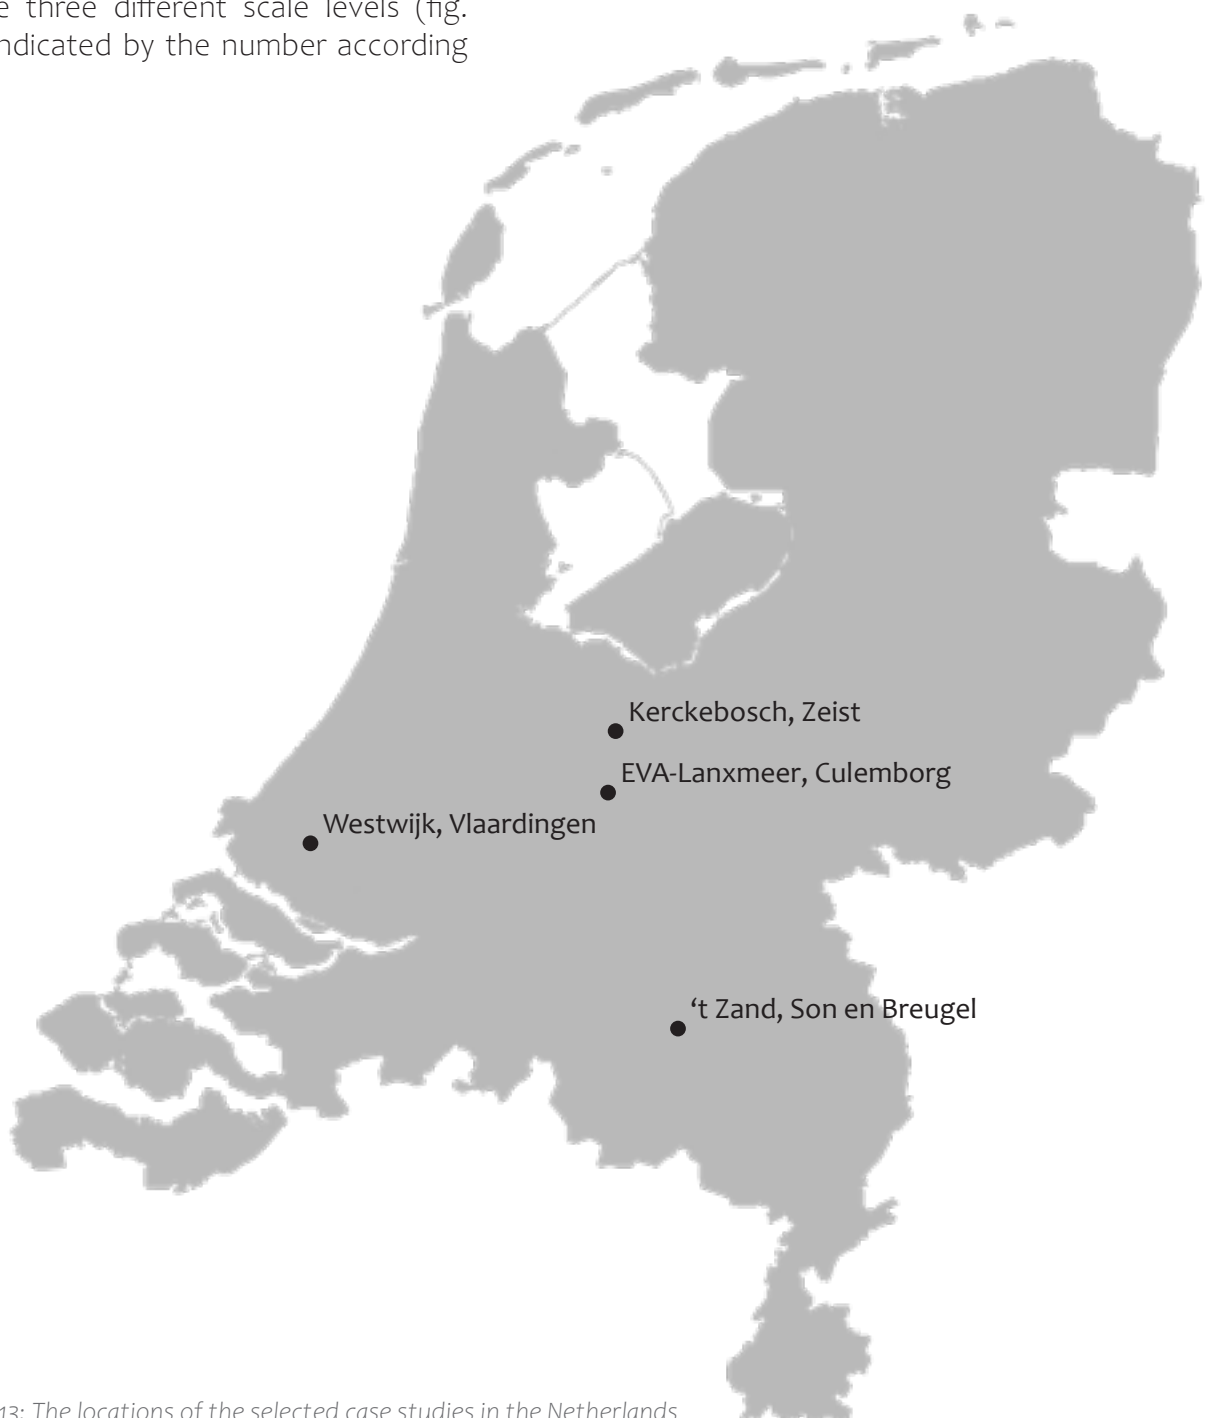 three different scale levels (fig.
indicated by the number according
Kerckebosch, Zeist
EVA-Lanxmeer, Culemborg
Westwijk, Vlaardingen
‘t Zand, Son en Breugel
13: The locations of the selected case studies in the Netherlands